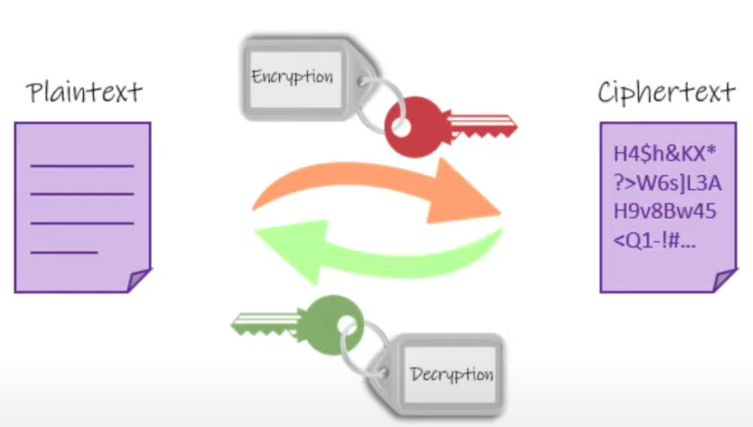 Plaintext
Encryption
Ciphertext
H4$h&KX*
?>W6s]L3A
H9v8Bw45
<Q1-!#...
Decryption